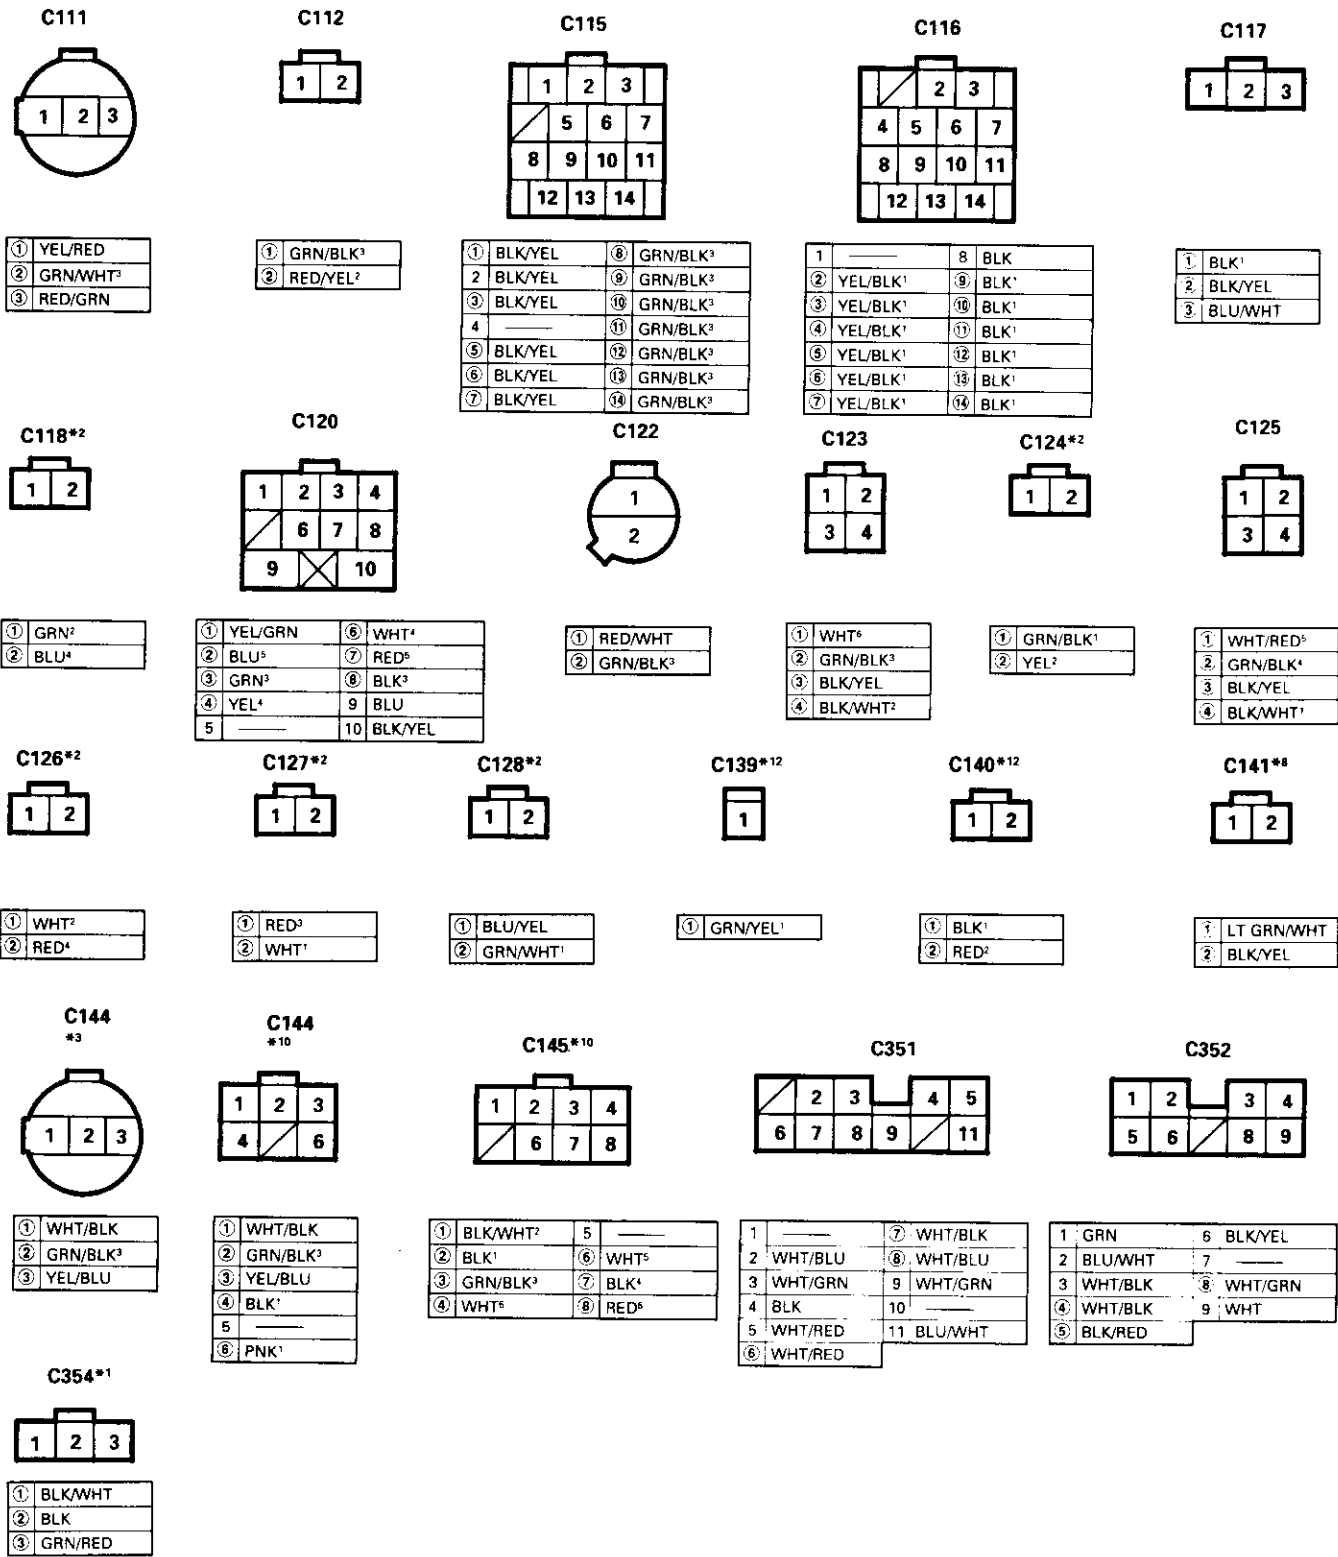 C111
C112
C115
C116
C117
1 2 3
1 2
1 2 3
5 6 7
8 9 10 11
12 13 14
2 3
4 5 6 7
8 9 10 11
12 13 14
1 2 3
① YEL/RED
② GRN/WHT³
③ RED/GRN
① GRN/BLK³
② RED/YEL²
① BLK/YEL ⑧ GRN/BLK³
2 BLK/YEL ⑨ GRN/BLK³
③ BLK/YEL ⑩ GRN/BLK³
4 —— ⑪ GRN/BLK³
⑤ BLK/YEL ⑫ GRN/BLK³
⑥ BLK/YEL ⑬ GRN/BLK³
⑦ BLK/YEL ⑭ GRN/BLK³
1 —— 8 BLK
② YEL/BLK¹ ⑨ BLK¹
③ YEL/BLK¹ ⑩ BLK¹
④ YEL/BLK¹ ⑪ BLK¹
⑤ YEL/BLK¹ ⑫ BLK¹
⑥ YEL/BLK¹ ⑬ BLK¹
⑦ YEL/BLK¹ ⑭ BLK¹
① BLK¹
② BLK/YEL
③ BLU/WHT
C118*2
C120
C122
C123
C124*2
C125
1 2
1 2 3 4
6 7 8
9 10
1
2
1 2
3 4
1 2
1 2
3 4
① GRN²
② BLU⁴
① YEL/GRN ⑥ WHT⁴
② BLU⁵ ⑦ RED⁵
③ GRN³ ⑧ BLK³
④ YEL⁴ 9 BLU
5 —— 10 BLK/YEL
① RED/WHT
② GRN/BLK³
① WHT⁶
② GRN/BLK³
③ BLK/YEL
④ BLK/WHT²
① GRN/BLK¹
② YEL²
① WHT/RED⁵
② GRN/BLK⁴
③ BLK/YEL
④ BLK/WHT¹
C126*2
C127*2
C128*2
C139*12
C140*12
C141*8
1 2
1 2
1 2
1
1 2
1 2
① WHT²
② RED⁴
① RED³
② WHT¹
① BLU/YEL
② GRN/WHT¹
① GRN/YEL¹
① BLK¹
② RED²
① LT GRN/WHT
② BLK/YEL
C144
*3
C144
*10
C145*10
C351
C352
1 2 3
1 2 3
4 6
1 2 3 4
6 7 8
2 3 4 5
6 7 8 9 11
1 2 3 4
5 6 8 9
① WHT/BLK
② GRN/BLK³
③ YEL/BLU
① WHT/BLK
② GRN/BLK³
③ YEL/BLU
④ BLK¹
5 ——
⑥ PNK¹
① BLK/WHT² 5 ——
② BLK¹ ⑥ WHT⁵
③ GRN/BLK³ ⑦ BLK⁴
④ WHT⁶ ⑧ RED⁶
1 —— ⑦ WHT/BLK
2 WHT/BLU ⑧ WHT/BLU
3 WHT/GRN 9 WHT/GRN
4 BLK 10 ——
5 WHT/RED 11 BLU/WHT
⑥ WHT/RED
1 GRN 6 BLK/YEL
2 BLU/WHT 7 ——
3 WHT/BLK ⑧ WHT/GRN
④ WHT/BLK 9 WHT
⑤ BLK/RED
C354*1
1 2 3
① BLK/WHT
② BLK
③ GRN/RED